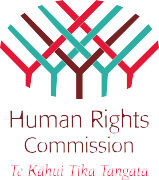 Human Rights
Commission
Te Kāhui Tika Tangata